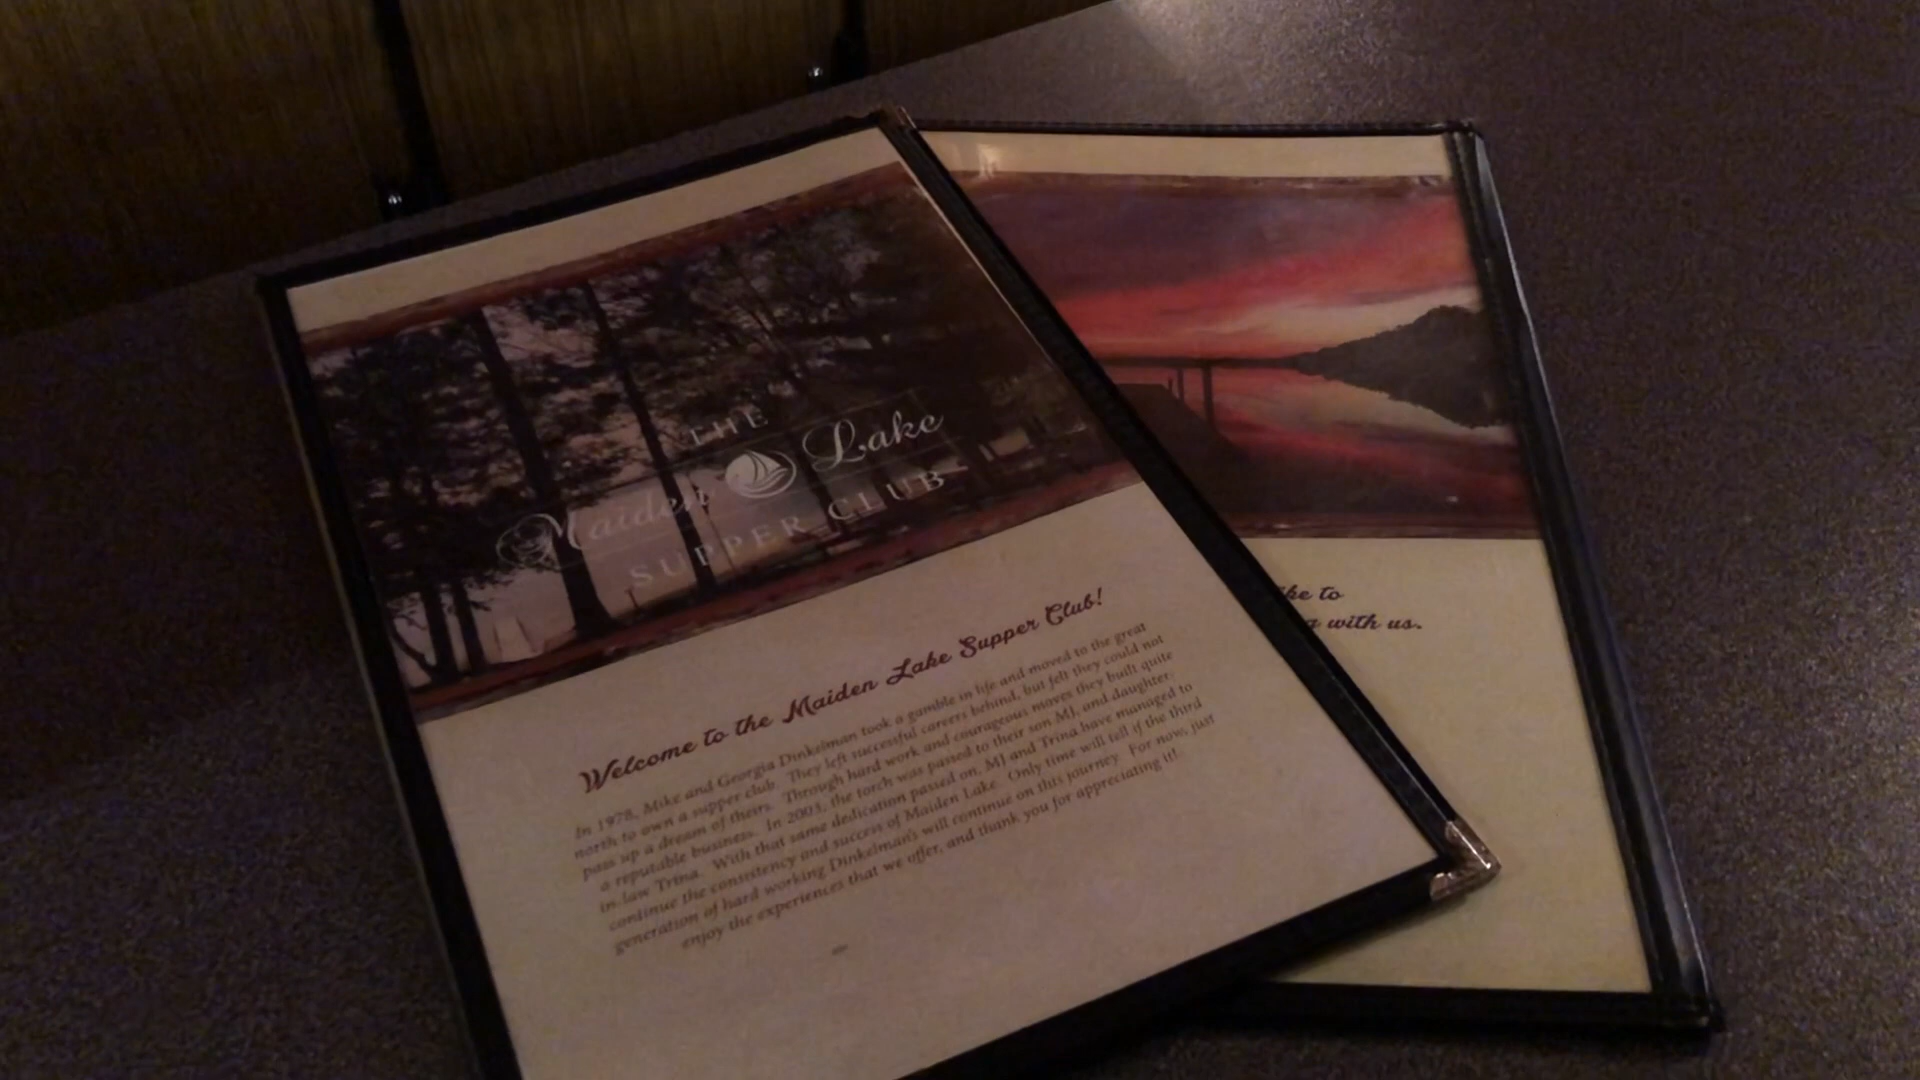 THE
Maiden Lake
SUPPER CLUB
Welcome to the Maiden Lake Supper Club!
In 1978, Mike and Georgia Dinkelman took a gamble in life and moved to the great
north to own a supper club. They left successful careers behind, but felt they could not
pass up a dream of theirs. Through hard work and courageous moves they built quite
a reputable business. In 2003, the torch was passed to their son MJ, and daughter-
in-law Trina. With that same dedication passed on, MJ and Trina have managed to
continue the consistency and success of Maiden Lake. Only time will tell if the third
generation of hard working Dinkelman's will continue on this journey. For now, just
enjoy the experiences that we offer, and thank you for appreciating it!
to
with us.